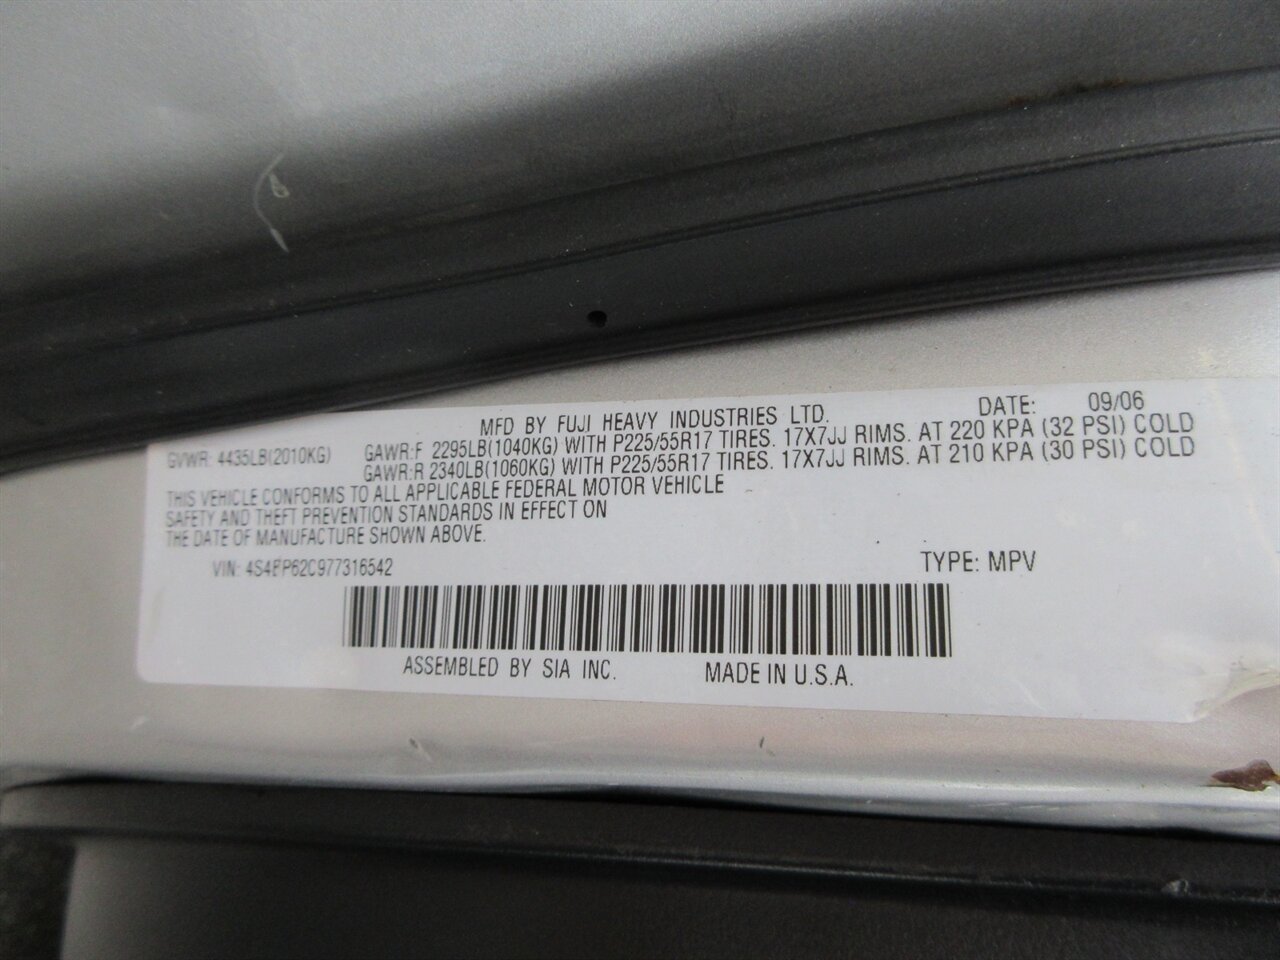 MFD BY FUJI HEAVY INDUSTRIES LTD. DATE: 09/06
GVWR: 4435LB(2010KG) GAWR:F 2295LB(1040KG) WITH P225/55R17 TIRES. 17X7JJ RIMS. AT 220 KPA (32 PSI) COLD
GAWR:R 2340LB(1060KG) WITH P225/55R17 TIRES. 17X7JJ RIMS. AT 210 KPA (30 PSI) COLD
THIS VEHICLE CONFORMS TO ALL APPLICABLE FEDERAL MOTOR VEHICLE
SAFETY AND THEFT PREVENTION STANDARDS IN EFFECT ON
THE DATE OF MANUFACTURE SHOWN ABOVE.
VIN: 4S4BP62C977316542 TYPE: MPV
ASSEMBLED BY SIA INC. MADE IN U.S.A.